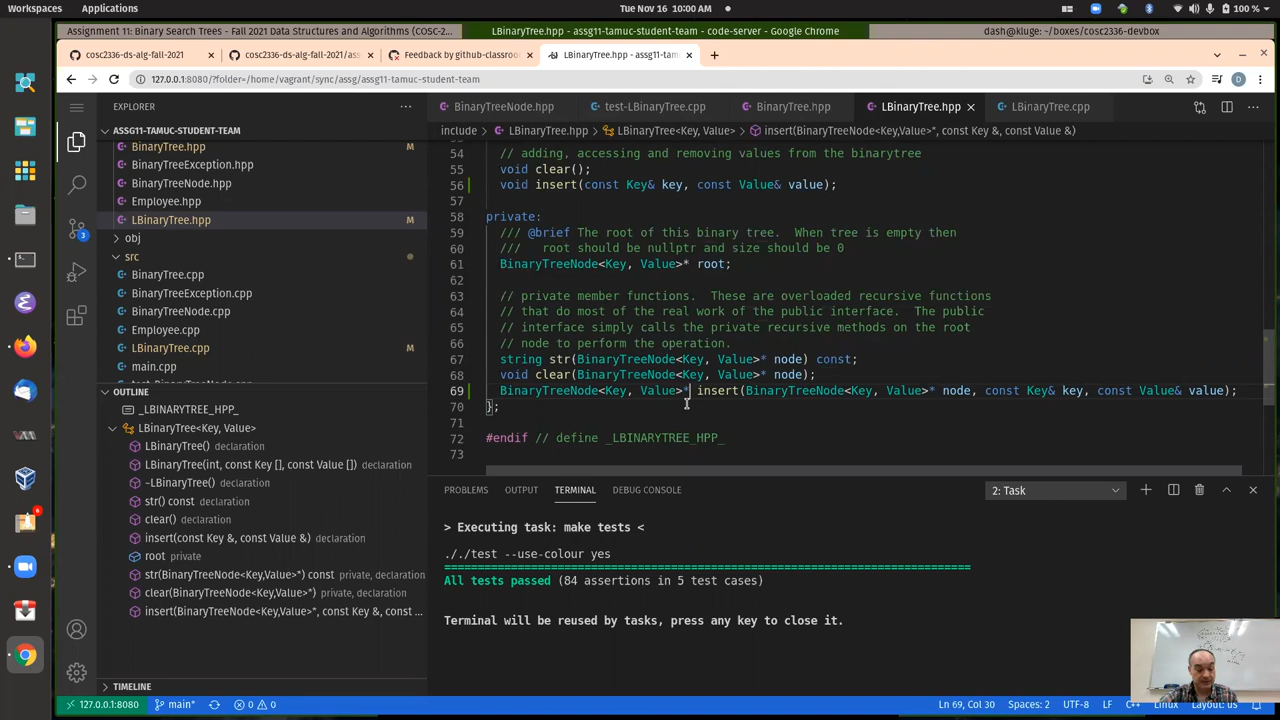 Workspaces Applications Tue Nov 16 10:00 AM 100 %
Assignment 11: Binary Search Trees - Fall 2021 Data Structures and Algorithms (COSC-2... LBinaryTree.hpp - assg11-tamuc-student-team - code-server - Google Chrome dash@kluge: ~/boxes/cosc2336-devbox
cosc2336-ds-alg-fall-2021 cosc2336-ds-alg-fall-2021/ass Feedback by github-classroo LBinaryTree.hpp - assg11-tam
127.0.0.1:8080/?folder=/home/vagrant/sync/assg/assg11-tamuc-student-team D
EXPLORER ... BinaryTreeNode.hpp test-LBinaryTree.cpp BinaryTree.hpp LBinaryTree.hpp LBinaryTree.cpp
ASSG11-TAMUC-STUDENT-TEAM
include > LBinaryTree.hpp > LBinaryTree<Key, Value> > insert(BinaryTreeNode<Key,Value>*, const Key &, const Value &)
BinaryTree.hpp M
BinaryTreeException.hpp
BinaryTreeNode.hpp
Employee.hpp
LBinaryTree.hpp M
obj
src
BinaryTree.cpp
BinaryTreeException.cpp
BinaryTreeNode.cpp
Employee.cpp
LBinaryTree.cpp M
main.cpp
3
6
OUTLINE
_LBINARYTREE_HPP_
LBinaryTree<Key, Value>
LBinaryTree() declaration
LBinaryTree(int, const Key [], const Value []) declaration
~LBinaryTree() declaration
str() const declaration
clear() declaration
insert(const Key &, const Value &) declaration
root private
str(BinaryTreeNode<Key,Value>*) const private, declaration
clear(BinaryTreeNode<Key,Value>*) private, declaration
insert(BinaryTreeNode<Key,Value>*, const Key &, const ...
TIMELINE
54 // adding, accessing and removing values from the binarytree
55 void clear();
56 void insert(const Key& key, const Value& value);
57
58 private:
59 /// @brief The root of this binary tree. When tree is empty then
60 /// root should be nullptr and size should be 0
61 BinaryTreeNode<Key, Value>* root;
62
63 // private member functions. These are overloaded recursive functions
64 // that do most of the real work of the public interface. The public
65 // interface simply calls the private recursive methods on the root
66 // node to perform the operation.
67 string str(BinaryTreeNode<Key, Value>* node) const;
68 void clear(BinaryTreeNode<Key, Value>* node);
69 BinaryTreeNode<Key, Value>* insert(BinaryTreeNode<Key, Value>* node, const Key& key, const Value& value);
70 };
71
72 #endif // define _LBINARYTREE_HPP_
73
PROBLEMS OUTPUT TERMINAL DEBUG CONSOLE 2: Task
> Executing task: make tests <
././test --use-colour yes
===============================================================================
All tests passed (84 assertions in 5 test cases)
Terminal will be reused by tasks, press any key to close it.
127.0.0.1:8080 main* 0 0 Ln 69, Col 30 Spaces: 2 UTF-8 LF C++ Linux Layout: us